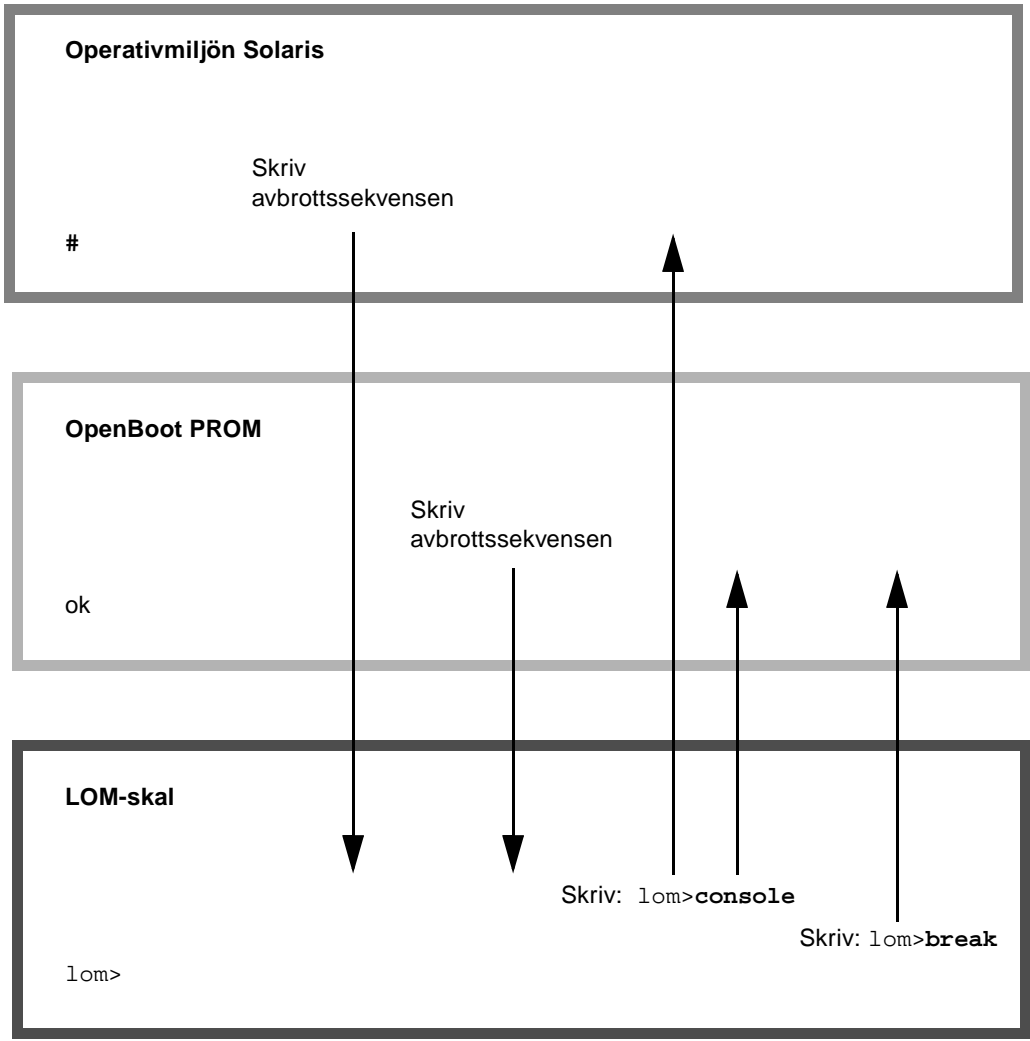 Operativmiljön Solaris
Skriv
avbrottssekvensen
#
OpenBoot PROM
Skriv
avbrottssekvensen
ok
LOM-skal
Skriv: lom>console
Skriv: lom>break
lom>